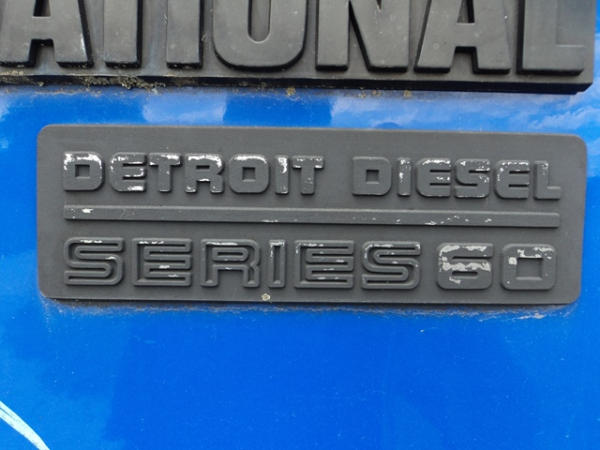 ATIONAL
DETROIT DIESEL
SERIES 60